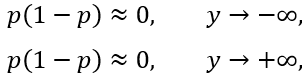 p(1 − p) ≈ 0, y → −∞,
p(1 − p) ≈ 0, y → +∞,